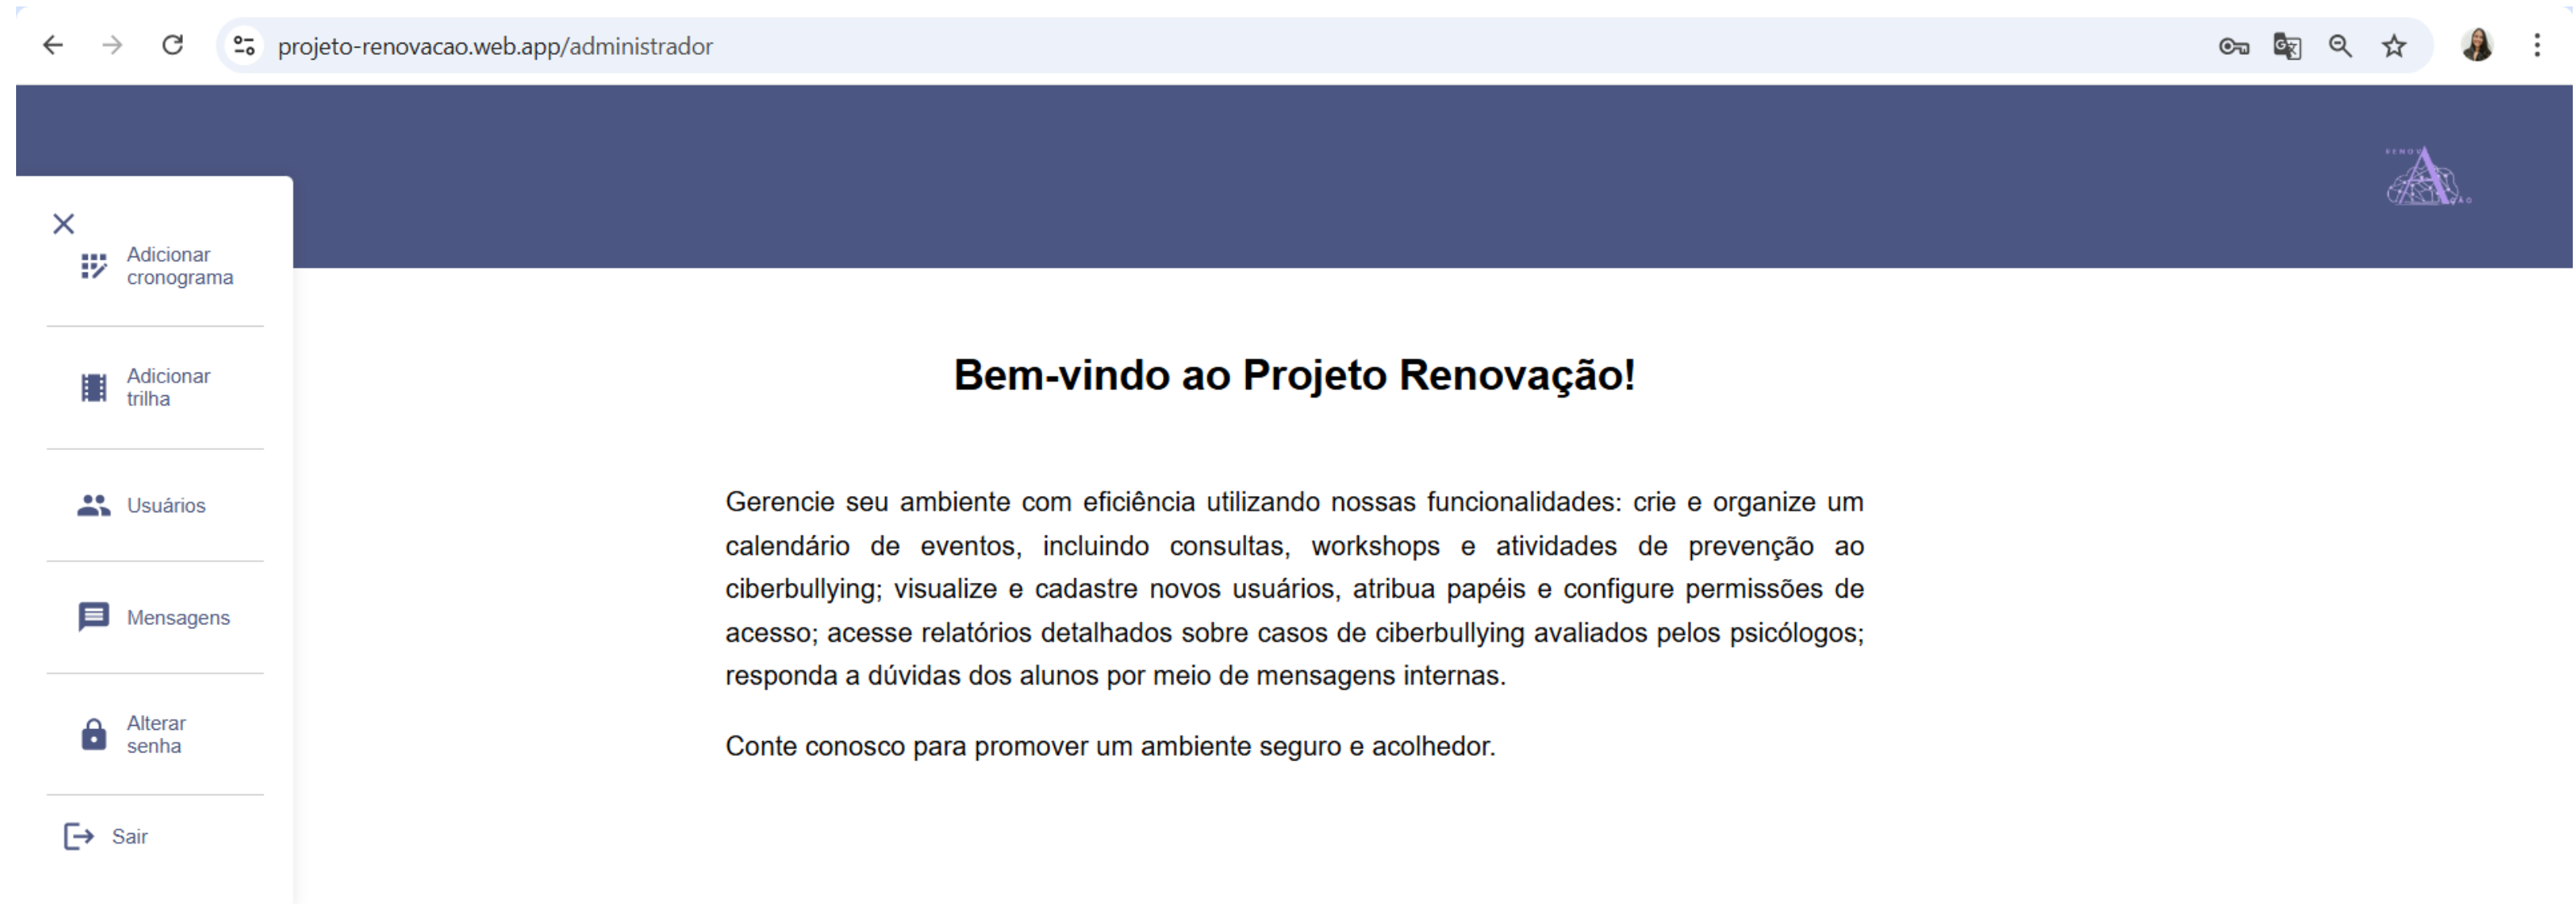 projeto-renovacao.web.app/administrador
RENOV
A
ÇÃO
Adicionar
cronograma
Adicionar
trilha
Usuários
Mensagens
Alterar
senha
Sair
Bem-vindo ao Projeto Renovação!
Gerencie seu ambiente com eficiência utilizando nossas funcionalidades: crie e organize um
calendário de eventos, incluindo consultas, workshops e atividades de prevenção ao
ciberbullying; visualize e cadastre novos usuários, atribua papéis e configure permissões de
acesso; acesse relatórios detalhados sobre casos de ciberbullying avaliados pelos psicólogos;
responda a dúvidas dos alunos por meio de mensagens internas.
Conte conosco para promover um ambiente seguro e acolhedor.